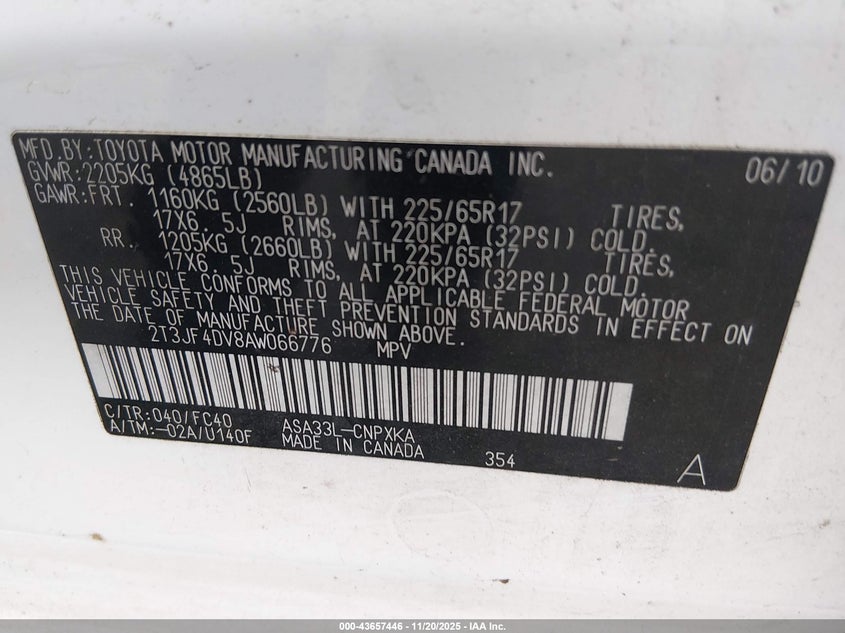 MFD.BY:TOYOTA MOTOR MANUFACTURING CANADA INC. 06/10
GVWR:2205KG (4865LB)
GAWR:FRT. 1160KG (2560LB) WITH 225/65R17 TIRES,
17X6.5J RIMS, AT 220KPA (32PSI) COLD.
RR. 1205KG (2660LB) WITH 225/65R17 TIRES,
17X6.5J RIMS, AT 220KPA (32PSI) COLD.
THIS VEHICLE CONFORMS TO ALL APPLICABLE FEDERAL MOTOR
VEHICLE SAFETY AND THEFT PREVENTION STANDARDS IN EFFECT ON
THE DATE OF MANUFACTURE SHOWN ABOVE.
2T3JF4DV8AW066776 MPV
C/TR:040/FC40 ASA33L-CNPXKA
A/TM:-02A/U140F MADE IN CANADA 354 A
000-43657446 - 11/20/2025 - IAA Inc.